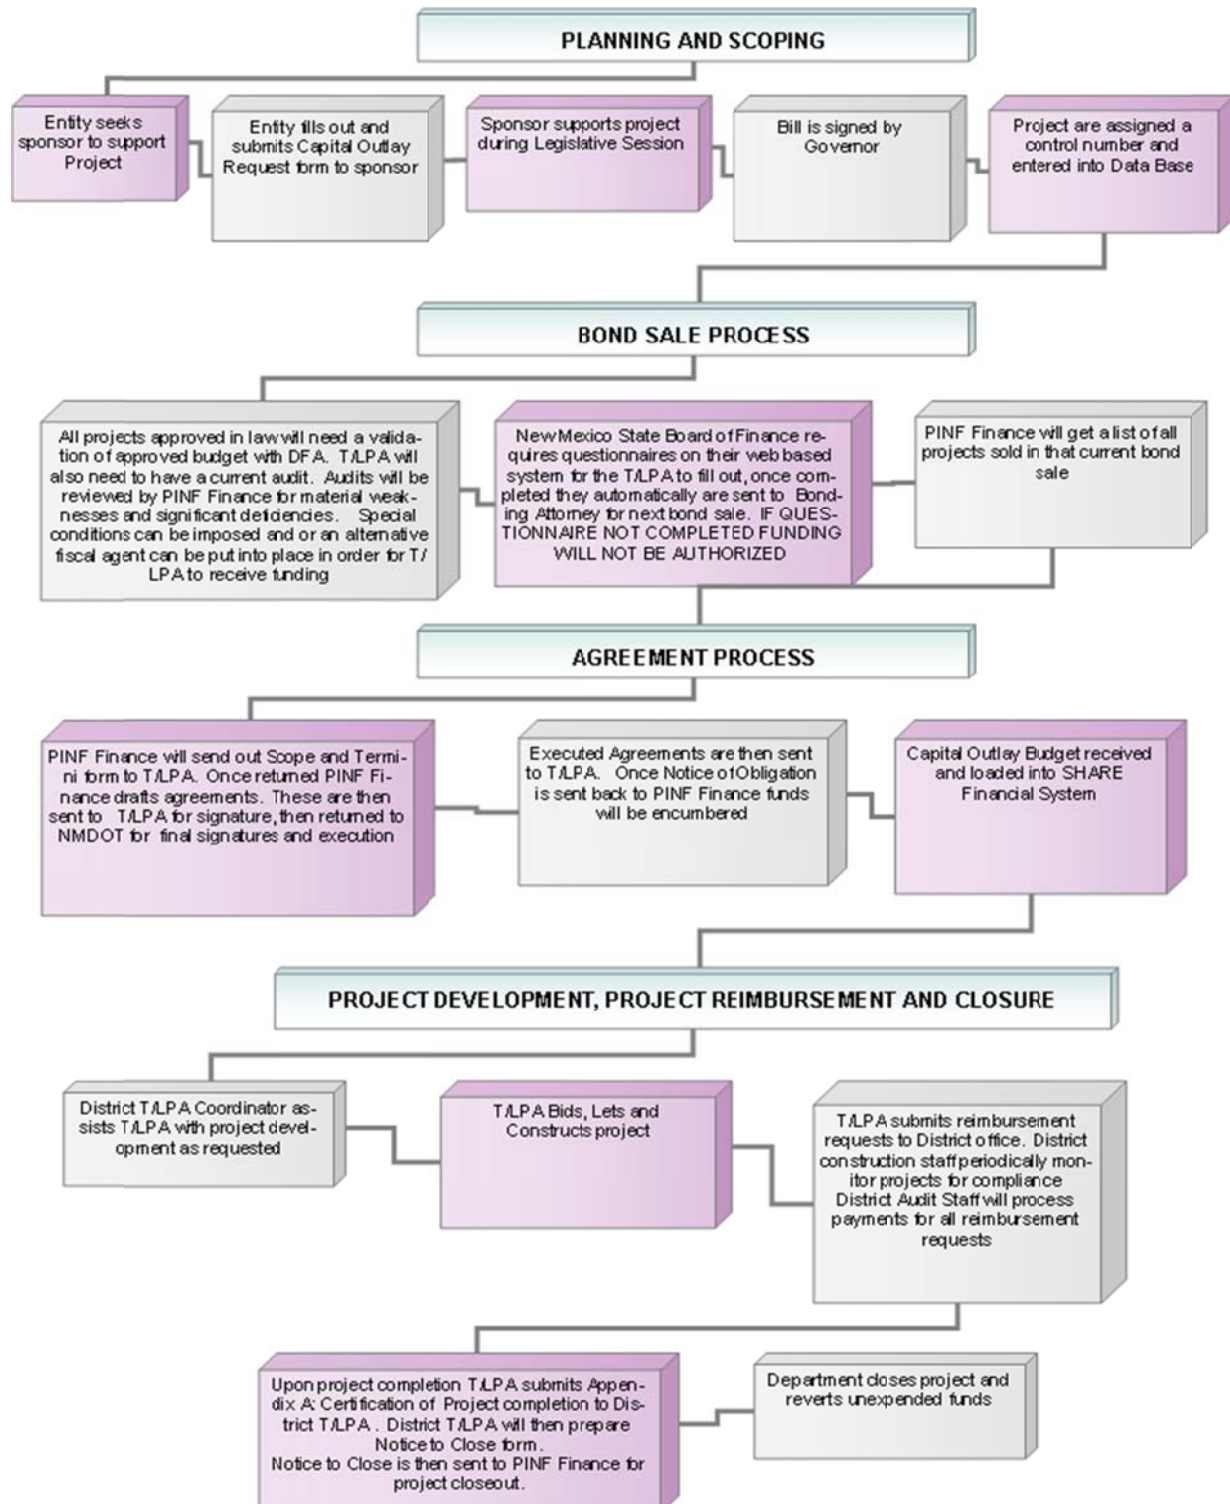 PLANNING AND SCOPING
Entity seeks
sponsor to support
Project
Entity fills out and
submits Capital Outlay
Request form to sponsor
Sponsor supports project
during Legislative Session
Bill is signed by
Governor
Project are assigned a
control number and
entered into Data Base
BOND SALE PROCESS
All projects approved in law will need a valida-
tion of approved budget with DFA. T/LPA will
also need to have a current audit. Audits will be
reviewed by PINF Finance for material weak-
nesses and significant deficiencies. Special
conditions can be imposed and or an alternative
fiscal agent can be put into place in order for T/
LPA to receive funding
New Mexico State Board of Finance re-
quires questionnaires on their web based
system for the T/LPA to fill out, once com-
pleted they automatically are sent to Bond-
ing Attorney for next bond sale. IF QUES-
TIONNAIRE NOT COMPLETED FUNDING
WILL NOT BE AUTHORIZED
PINF Finance will get a list of all
projects sold in that current bond
sale
AGREEMENT PROCESS
PINF Finance will send out Scope and Termi-
ni form to T/LPA. Once returned PINF Fi-
nance drafts agreements. These are then
sent to T/LPA for signature, then returned to
NMDOT for final signatures and execution
Executed Agreements are then sent
to T/LPA. Once Notice of Obligation
is sent back to PINF Finance funds
will be encumbered
Capital Outlay Budget received
and loaded into SHARE
Financial System
PROJECT DEVELOPMENT, PROJECT REIMBURSEMENT AND CLOSURE
District T/LPA Coordinator as-
sists T/LPA with project devel-
opment as requested
T/LPA Bids, Lets and
Constructs project
T/LPA submits reimbursement
requests to District office. District
construction staff periodically mon-
itor projects for compliance
District Audit Staff will process
payments for all reimbursement
requests
Upon project completion T/LPA submits Appen-
dix A: Certification of Project completion to Dis-
trict T/LPA . District T/LPA will then prepare
Notice to Close form.
Notice to Close is then sent to PINF Finance for
project closeout.
Department closes project and
reverts unexpended funds